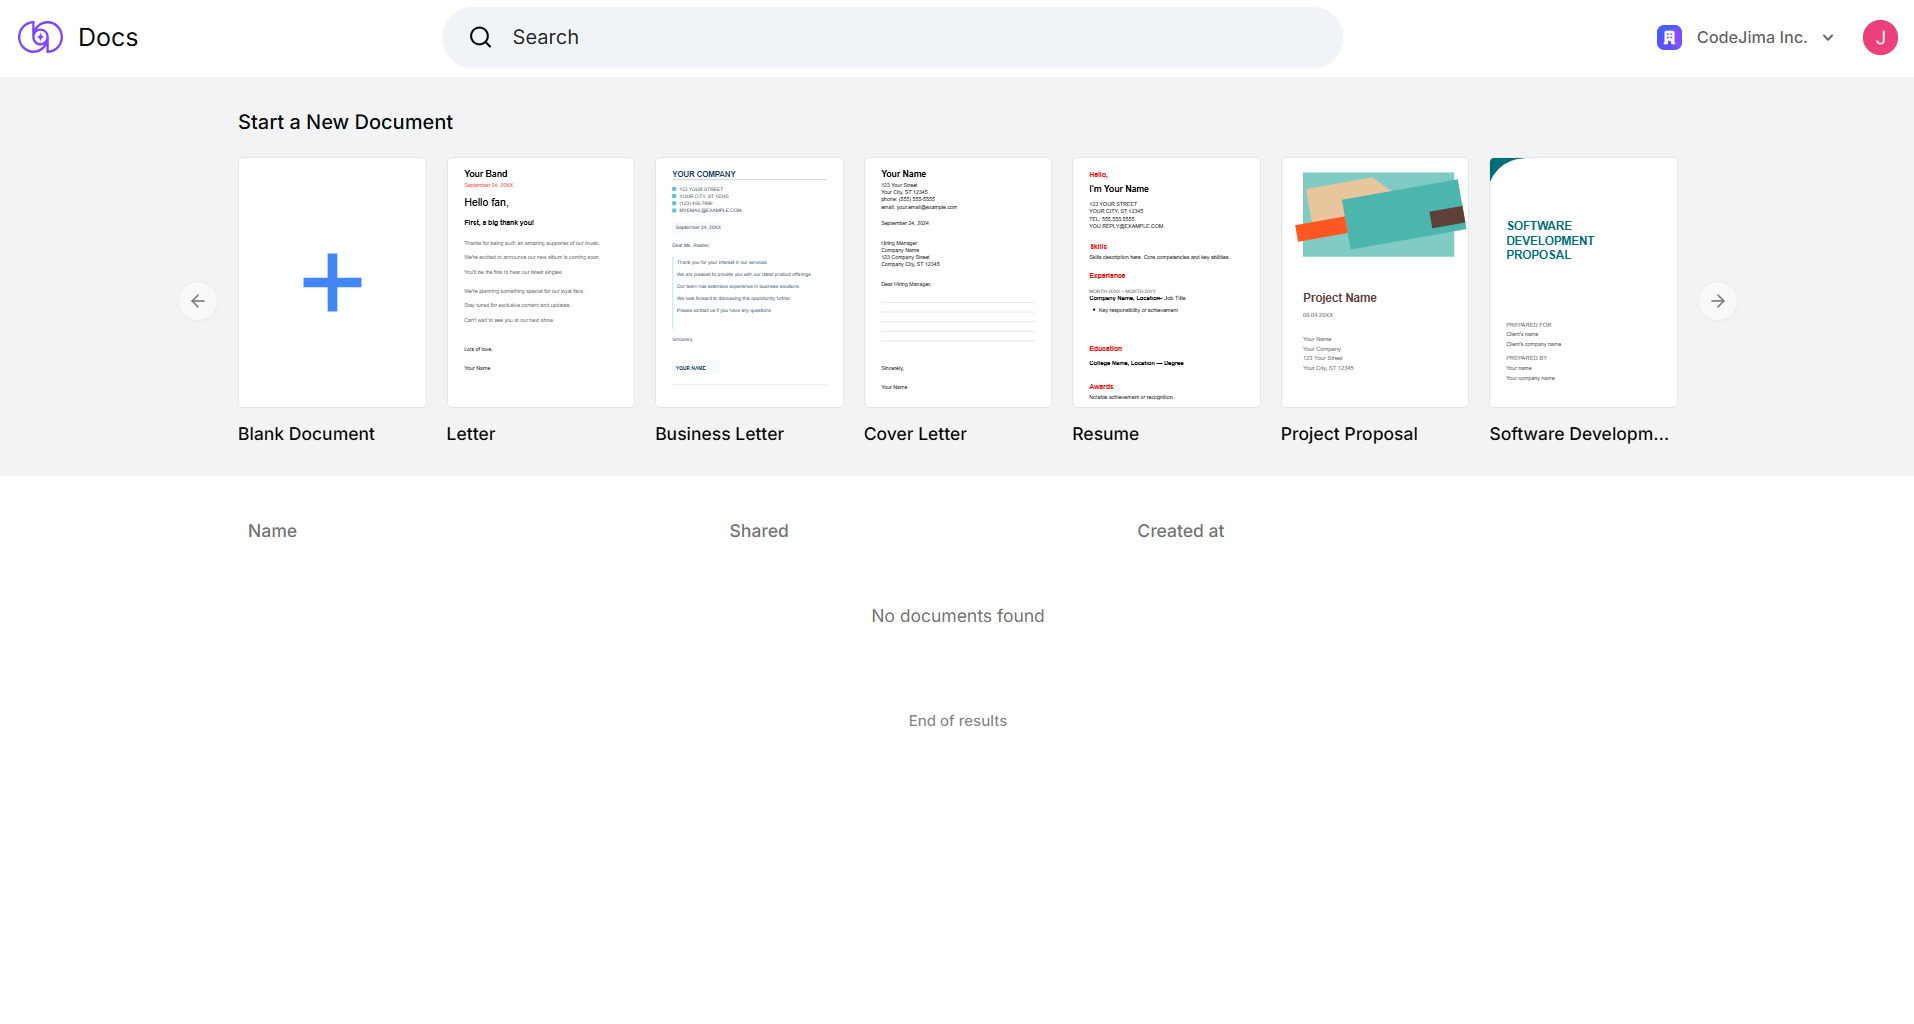 Docs
Search
CodeJima Inc.
J
Start a New Document
Your Band
September 24, 20XX
Hello fan,
First, a big thank you!
Thanks for being such an amazing supporter of our music.
We're excited to announce our new album is coming soon.
You'll be the first to hear our latest singles.
We're planning something special for our loyal fans.
Stay tuned for exclusive content and updates.
Can't wait to see you at our next show.
Lots of love,
Your Name
YOUR COMPANY
123 YOUR STREET
YOUR CITY, ST 12345
(123) 456-7890
MYEMAIL@EXAMPLE.COM
September 24, 20XX
Dear Ms. Reader,
Thank you for your interest in our services.
We are pleased to provide you with our latest product offerings.
Our team has extensive experience in business solutions.
We look forward to discussing this opportunity further.
Please contact us if you have any questions.
Sincerely,
YOUR NAME
Your Name
123 Your Street
Your City, ST 12345
phone: (555) 555-5555
email: your.email@example.com
September 24, 2024
Hiring Manager
Company Name
123 Company Street
Company City, ST 12345
Dear Hiring Manager,
Sincerely,
Your Name
Hello,
I'm Your Name
123 YOUR STREET
YOUR CITY, ST 12345
TEL: 555.555.5555
YOU.REPLY@EXAMPLE.COM
Skills
Skills description here. Core competencies and key abilities.
Experience
MONTH 20XX – MONTH 20YY
Company Name, Location– Job Title
Key responsibility or achievement
Education
College Name, Location — Degree
Awards
Notable achievement or recognition.
Project Name
09.04.20XX
Your Name
Your Company
123 Your Street
Your City, ST 12345
SOFTWARE
DEVELOPMENT
PROPOSAL
PREPARED FOR
Client's name
Client's company name
PREPARED BY
Your name
Your company name
Blank Document
Letter
Business Letter
Cover Letter
Resume
Project Proposal
Software Developm...
Name
Shared
Created at
No documents found
End of results